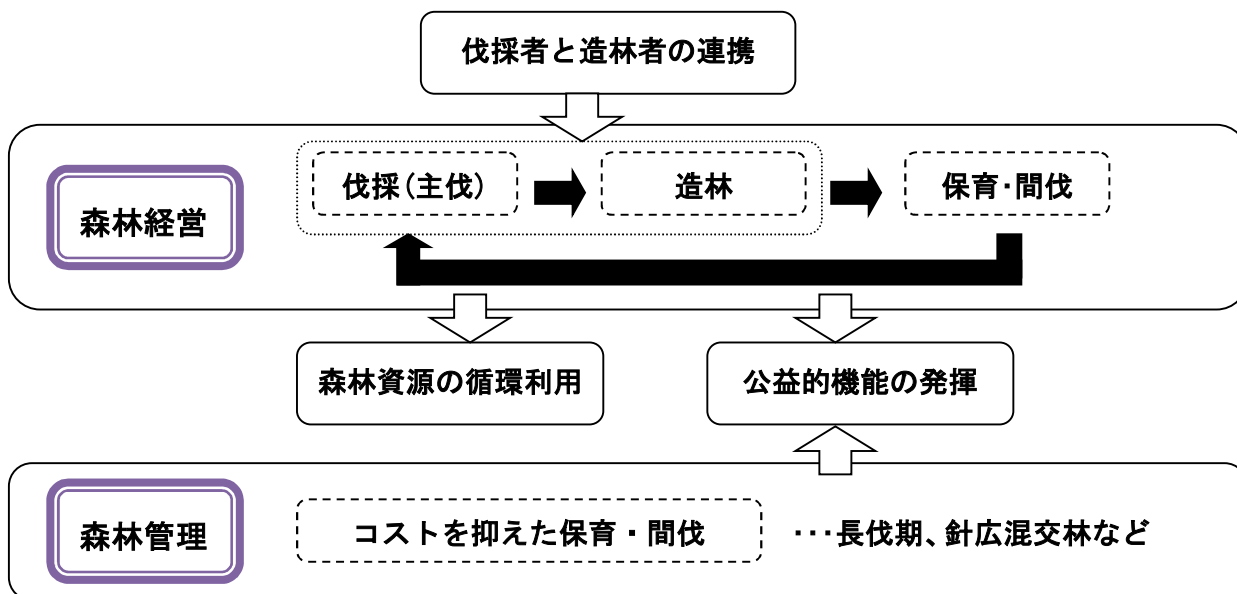 伐採者と造林者の連携
森林経営
伐採(主伐)
造林
保育・間伐
森林資源の循環利用
公益的機能の発揮
森林管理
コストを抑えた保育・間伐
・・・長伐期、針広混交林など